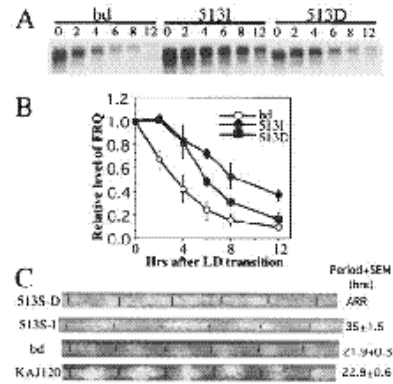 A
bd 513I 513D
0 2 4 6 8 12 0 2 4 6 8 12 0 2 4 6 8 12
B
Relative level of FRQ
1.2
1.0
0.8
0.6
0.4
0.2
0.0
bd
513I
513D
0 4 8 12
Hrs after LD transition
C
Period±SEM
(hrs)
513S-D ARR
513S-I 35±1.5
bd 21.9±0.3
KAJ120 22.9±0.6